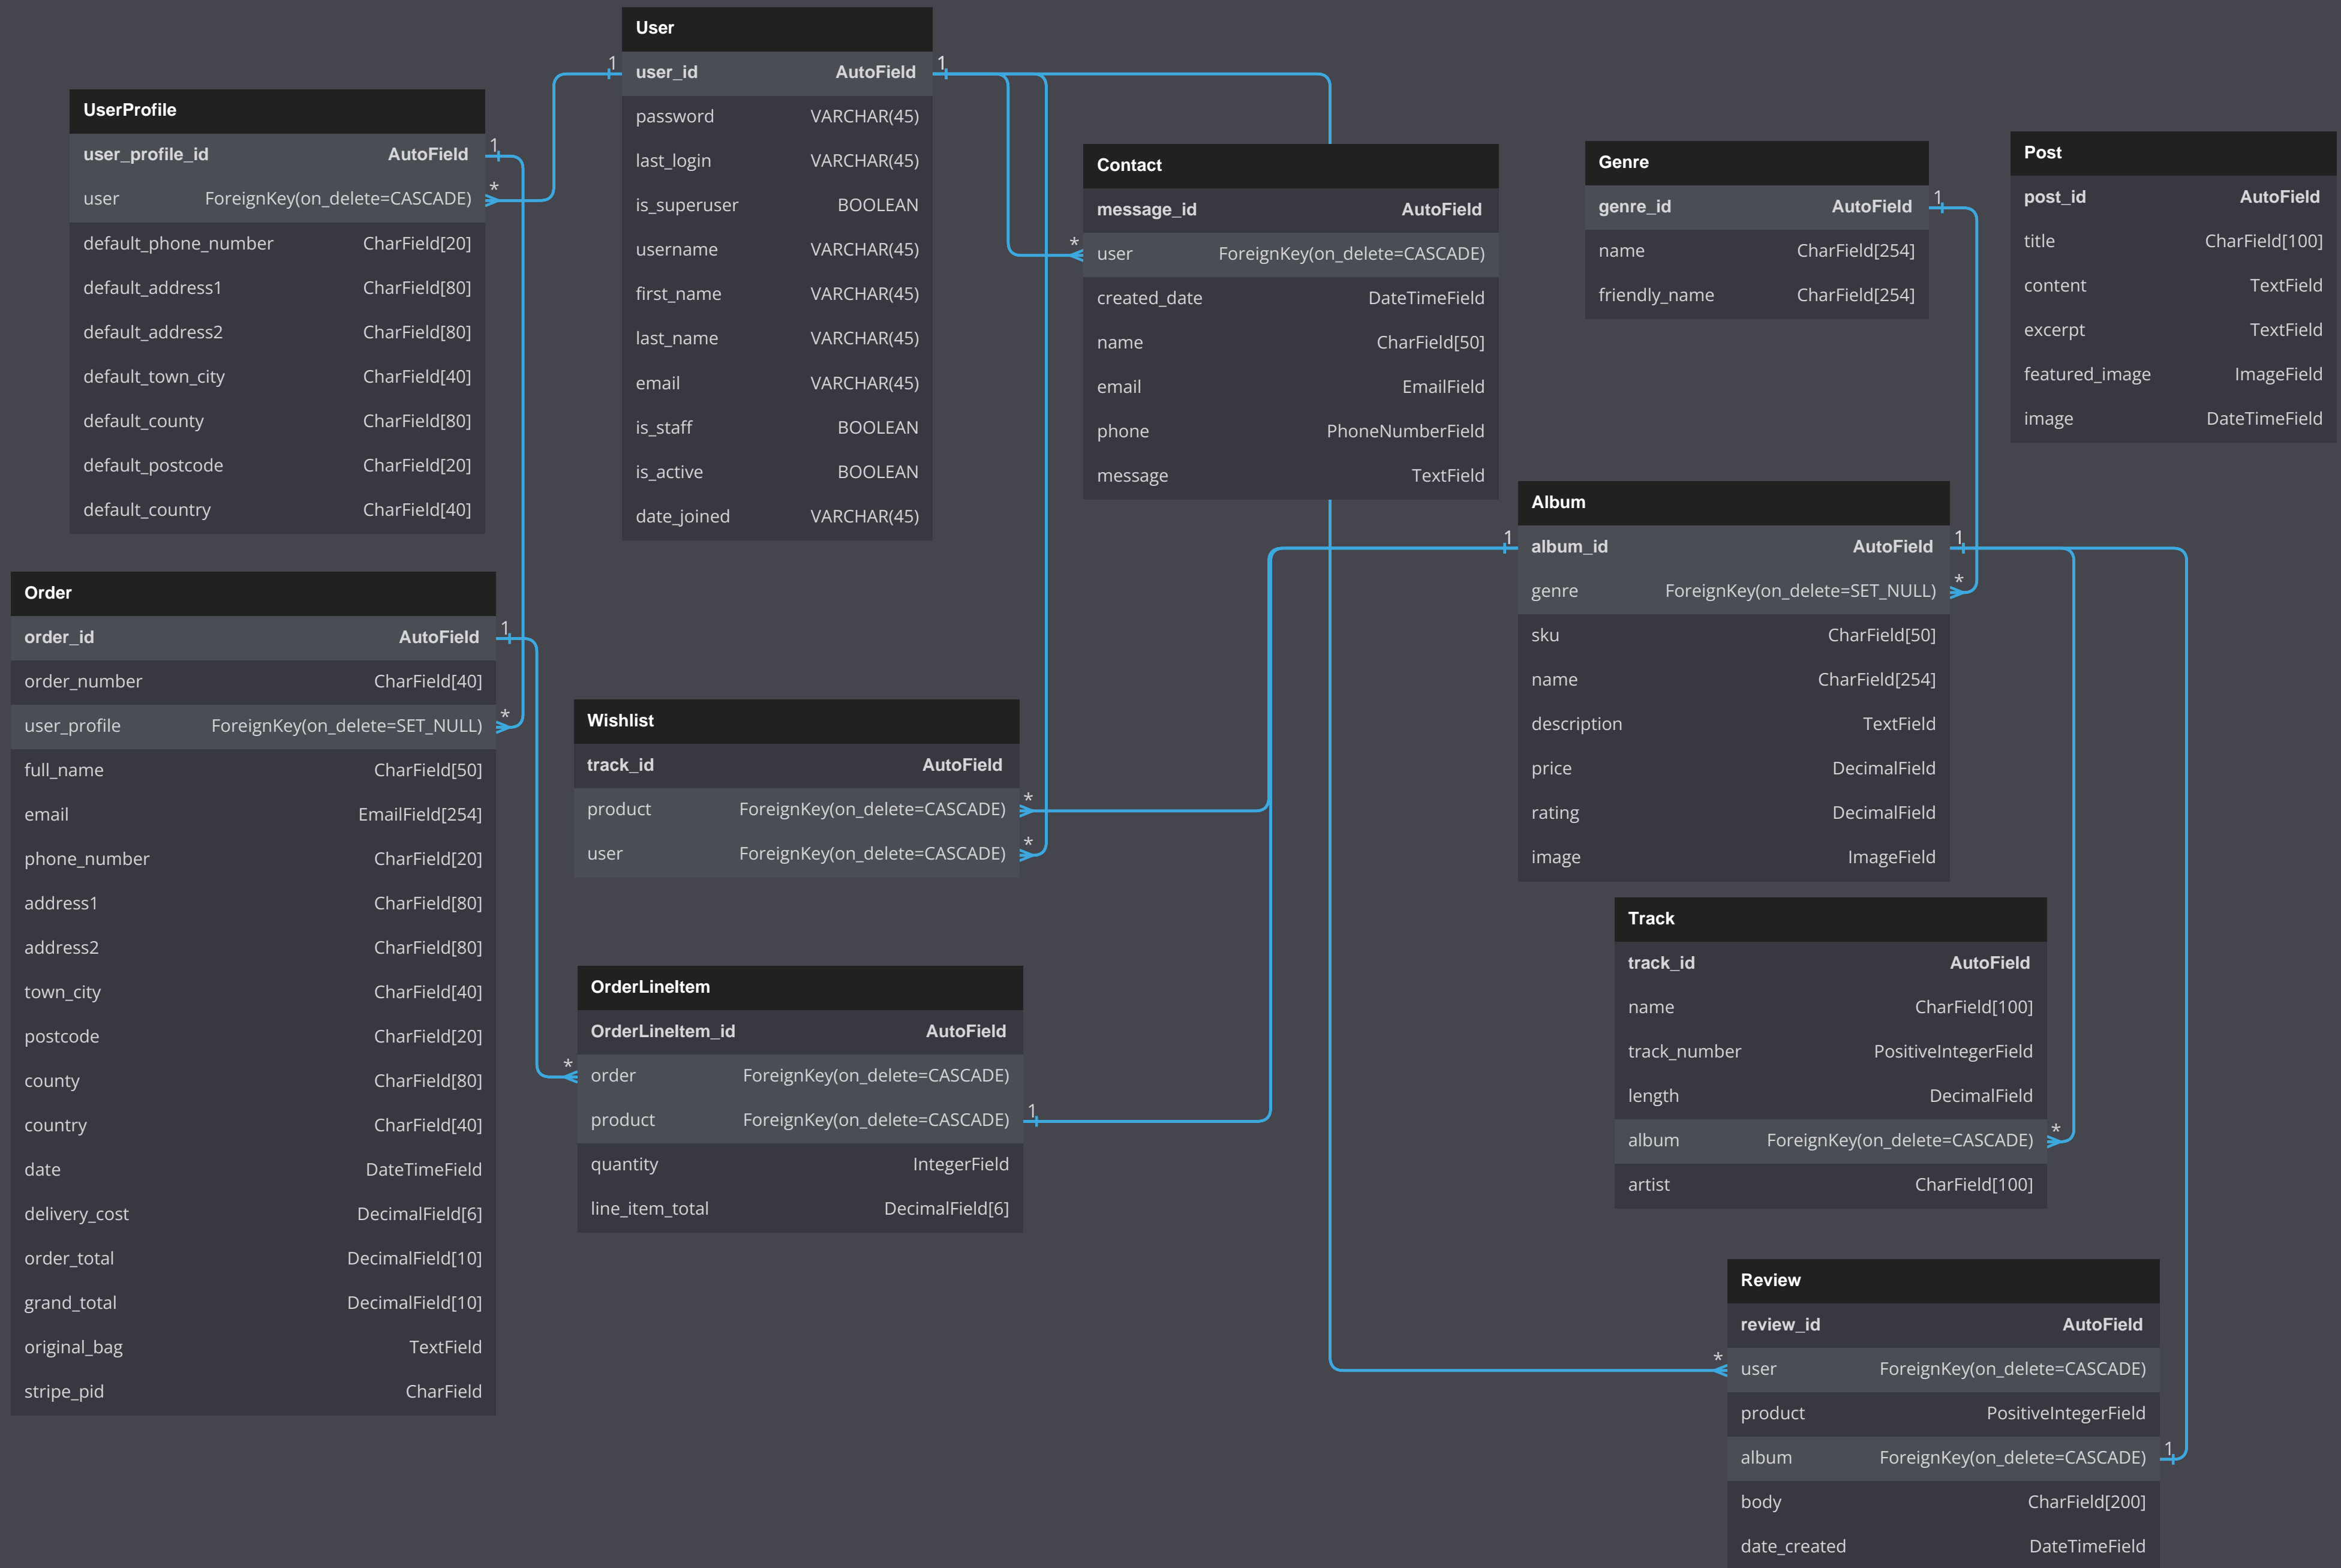 User
user_id AutoField
password VARCHAR(45)
last_login VARCHAR(45)
is_superuser BOOLEAN
username VARCHAR(45)
first_name VARCHAR(45)
last_name VARCHAR(45)
email VARCHAR(45)
is_staff BOOLEAN
is_active BOOLEAN
date_joined VARCHAR(45)
1
1
UserProfile
user_profile_id AutoField
user ForeignKey(on_delete=CASCADE)
default_phone_number CharField[20]
default_address1 CharField[80]
default_address2 CharField[80]
default_town_city CharField[40]
default_county CharField[80]
default_postcode CharField[20]
default_country CharField[40]
1
*
Contact
message_id AutoField
* user ForeignKey(on_delete=CASCADE)
created_date DateTimeField
name CharField[50]
email EmailField
phone PhoneNumberField
message TextField
Genre
genre_id AutoField 1
name CharField[254]
friendly_name CharField[254]
Post
post_id AutoField
title CharField[100]
content TextField
excerpt TextField
featured_image ImageField
image DateTimeField
Album
1 album_id AutoField 1
genre ForeignKey(on_delete=SET_NULL) *
sku CharField[50]
name CharField[254]
description TextField
price DecimalField
rating DecimalField
image ImageField
Order
order_id AutoField 1
order_number CharField[40]
user_profile ForeignKey(on_delete=SET_NULL) *
full_name CharField[50]
email EmailField[254]
phone_number CharField[20]
address1 CharField[80]
address2 CharField[80]
town_city CharField[40]
postcode CharField[20]
county CharField[80]
country CharField[40]
date DateTimeField
delivery_cost DecimalField[6]
order_total DecimalField[10]
grand_total DecimalField[10]
original_bag TextField
stripe_pid CharField
Wishlist
track_id AutoField
product ForeignKey(on_delete=CASCADE) *
user ForeignKey(on_delete=CASCADE) *
OrderLineItem
OrderLineItem_id AutoField
* order ForeignKey(on_delete=CASCADE)
product ForeignKey(on_delete=CASCADE) 1
quantity IntegerField
line_item_total DecimalField[6]
Track
track_id AutoField
name CharField[100]
track_number PositiveIntegerField
length DecimalField
album ForeignKey(on_delete=CASCADE) *
artist CharField[100]
Review
review_id AutoField
* user ForeignKey(on_delete=CASCADE)
product PositiveIntegerField
album ForeignKey(on_delete=CASCADE) 1
body CharField[200]
date_created DateTimeField